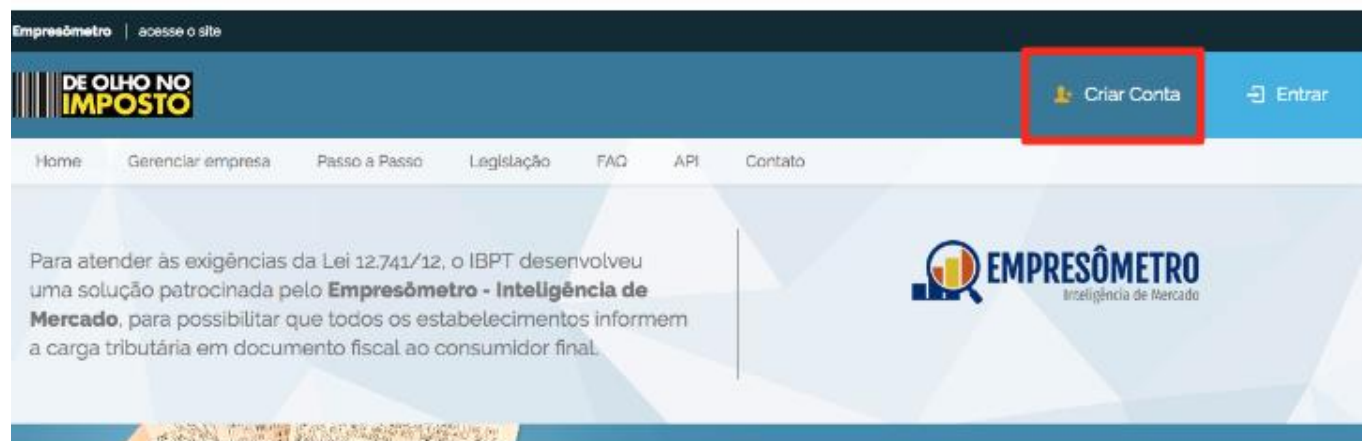 Empresômetro | acesse o site
DE OLHO NO
IMPOSTO
Criar Conta
Entrar
Home Gerenciar empresa Passo a Passo Legislação FAQ API Contato
Para atender às exigências da Lei 12.741/12, o IBPT desenvolveu
uma solução patrocinada pelo Empresômetro - Inteligência de
Mercado, para possibilitar que todos os estabelecimentos informem
a carga tributária em documento fiscal ao consumidor final.
EMPRESÔMETRO
Inteligência de Mercado